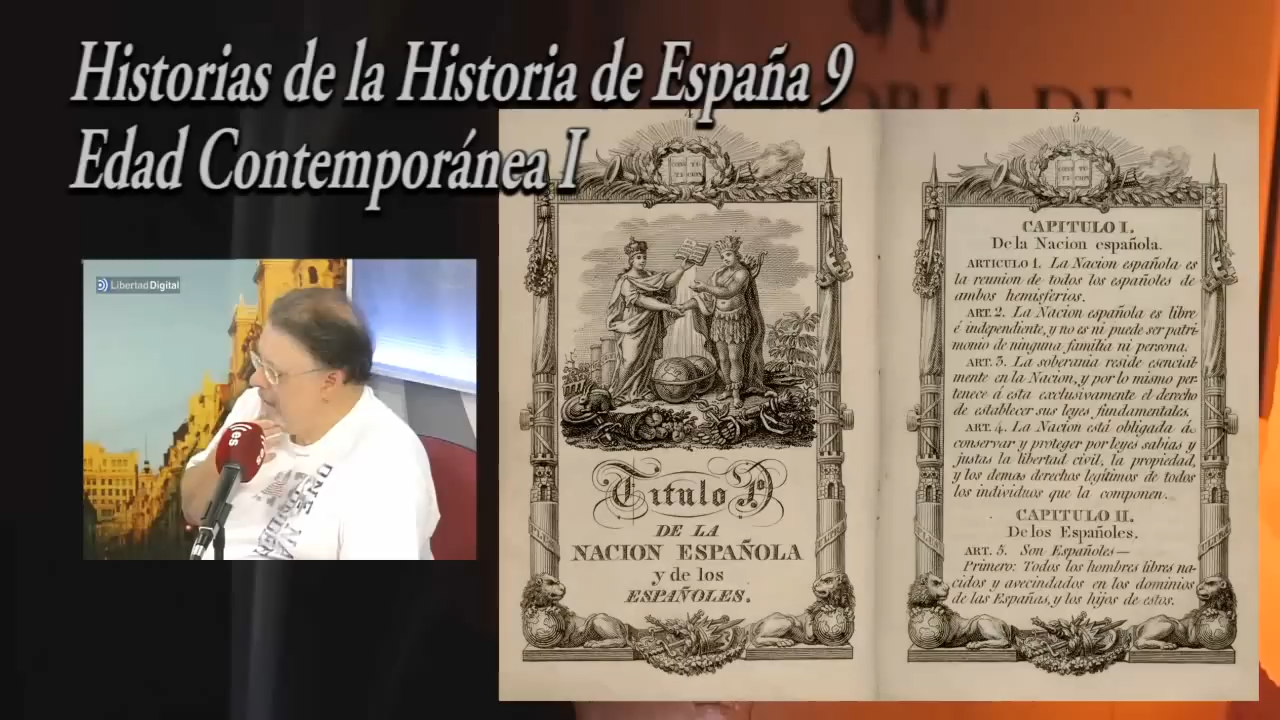 Historias de la Historia de España 9
Edad Contemporánea I
LibertadDigital
es
5
CAPITULO I.
De la Nacion española.
ARTICULO 1. La Nacion española es
la reunion de todos los españoles de
ambos hemisferios.
ART. 2. La Nacion española es libre
é independiente, y no es ni puede ser patri-
monio de ninguna familia ni persona.
ART. 3. La soberania reside esencial-
mente en la Nacion, y por lo mismo per-
tenece á esta exclusivamente el derecho
de establecer sus leyes fundamentales.
ART. 4. La Nacion está obligada á
conservar y proteger por leyes sabias y
justas la libertad civil, la propiedad,
y los demas derechos legitimos de todos
los individuos que la componen.
CAPITULO II.
De los Españoles.
ART. 5. Son Españoles—
Primero: Todos los hombres libres na-
cidos y avecindados en los dominios
de las Españas, y los hijos de estos.
Titulo 1º
DE LA
NACION ESPAÑOLA
y de los
ESPAÑOLES.